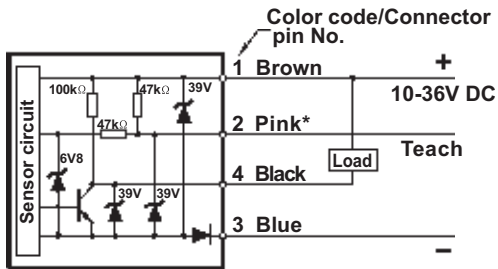 Color code/Connector
pin No.
1 Brown
+
100kΩ
47kΩ
39V
10-36V DC
47kΩ
2 Pink*
Teach
Sensor circuit
6V8
Load
4 Black
39V
39V
3 Blue
−